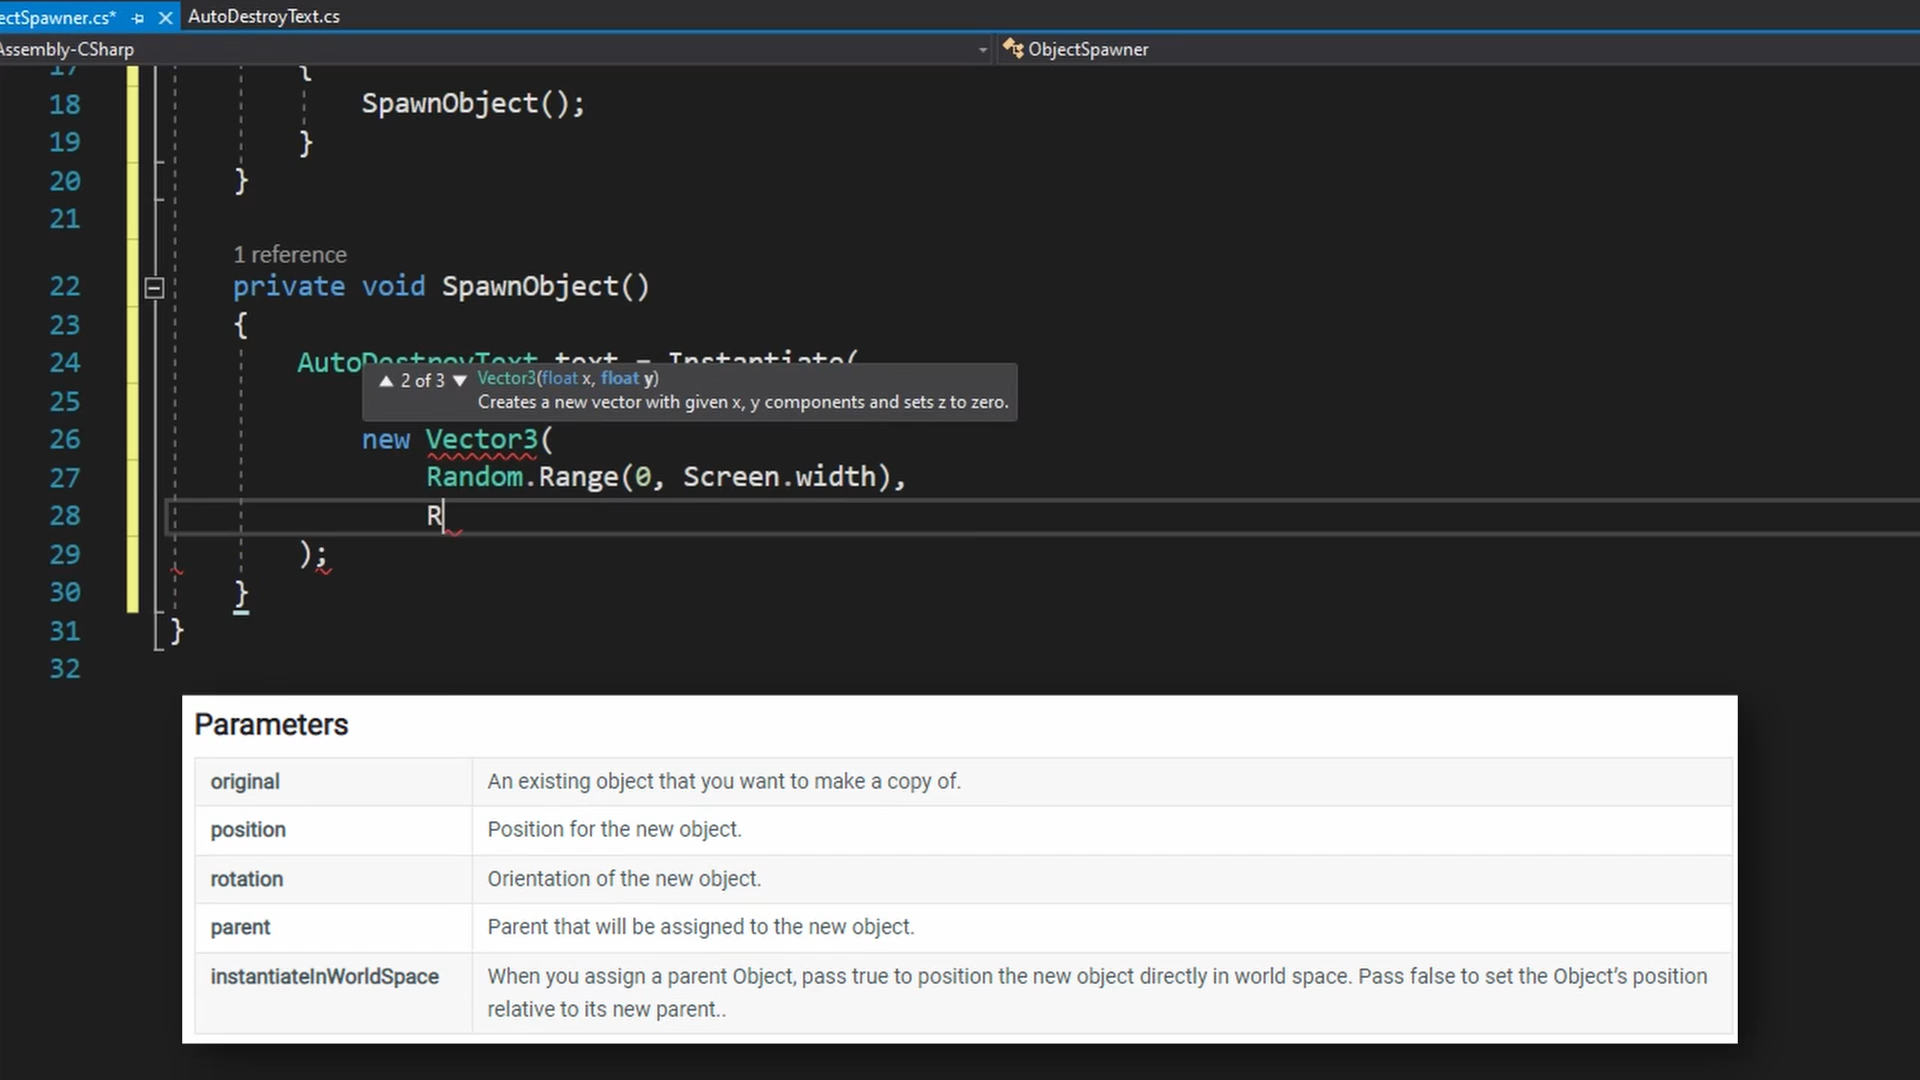 ectSpawner.cs* AutoDestroyText.cs
Assembly-CSharp ObjectSpawner
17 {
18 SpawnObject();
19 }
20 }
21
1 reference
22 private void SpawnObject()
23 {
24 AutoDestroyText text = Instantiate(
2 of 3 Vector3(float x, float y)
25
Creates a new vector with given x, y components and sets z to zero.
26 new Vector3(
27 Random.Range(0, Screen.width),
28 R
29 );
30 }
31 }
32
Parameters
original An existing object that you want to make a copy of.
position Position for the new object.
rotation Orientation of the new object.
parent Parent that will be assigned to the new object.
instantiateInWorldSpace When you assign a parent Object, pass true to position the new object directly in world space. Pass false to set the Object’s position
relative to its new parent..